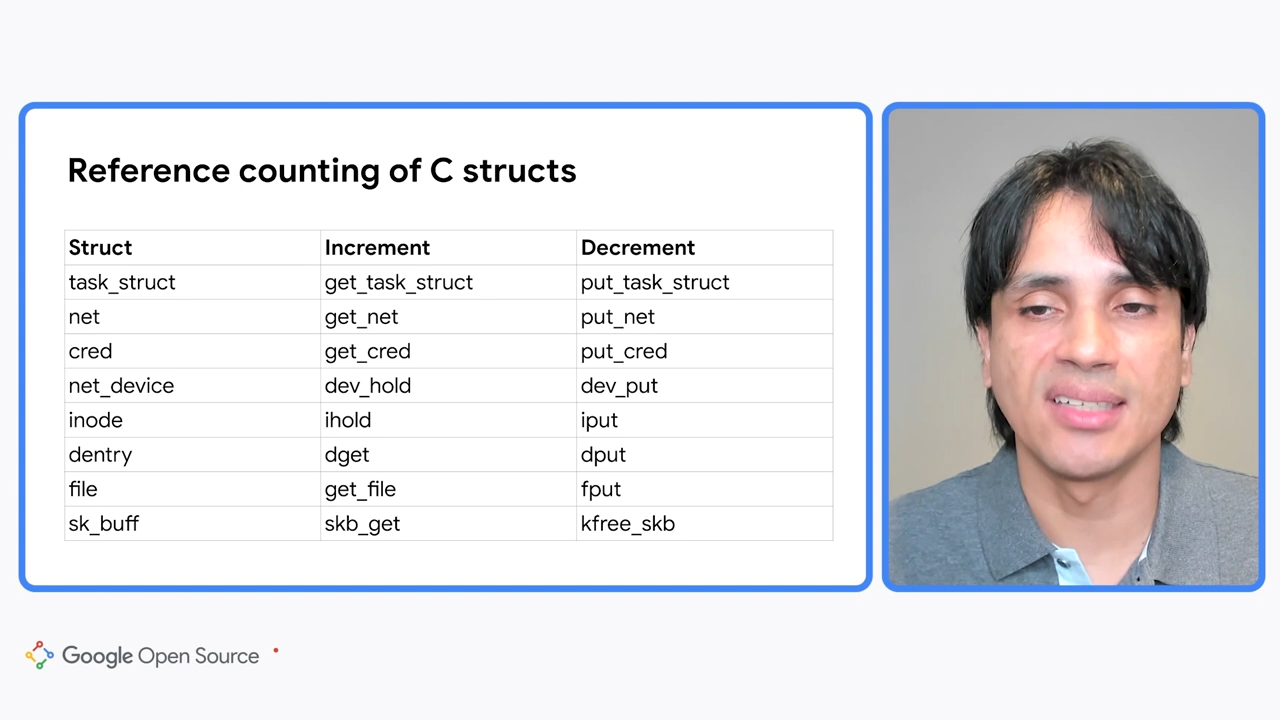 Reference counting of C structs
Struct Increment Decrement
task_struct get_task_struct put_task_struct
net get_net put_net
cred get_cred put_cred
net_device dev_hold dev_put
inode ihold iput
dentry dget dput
file get_file fput
sk_buff skb_get kfree_skb
Google Open Source